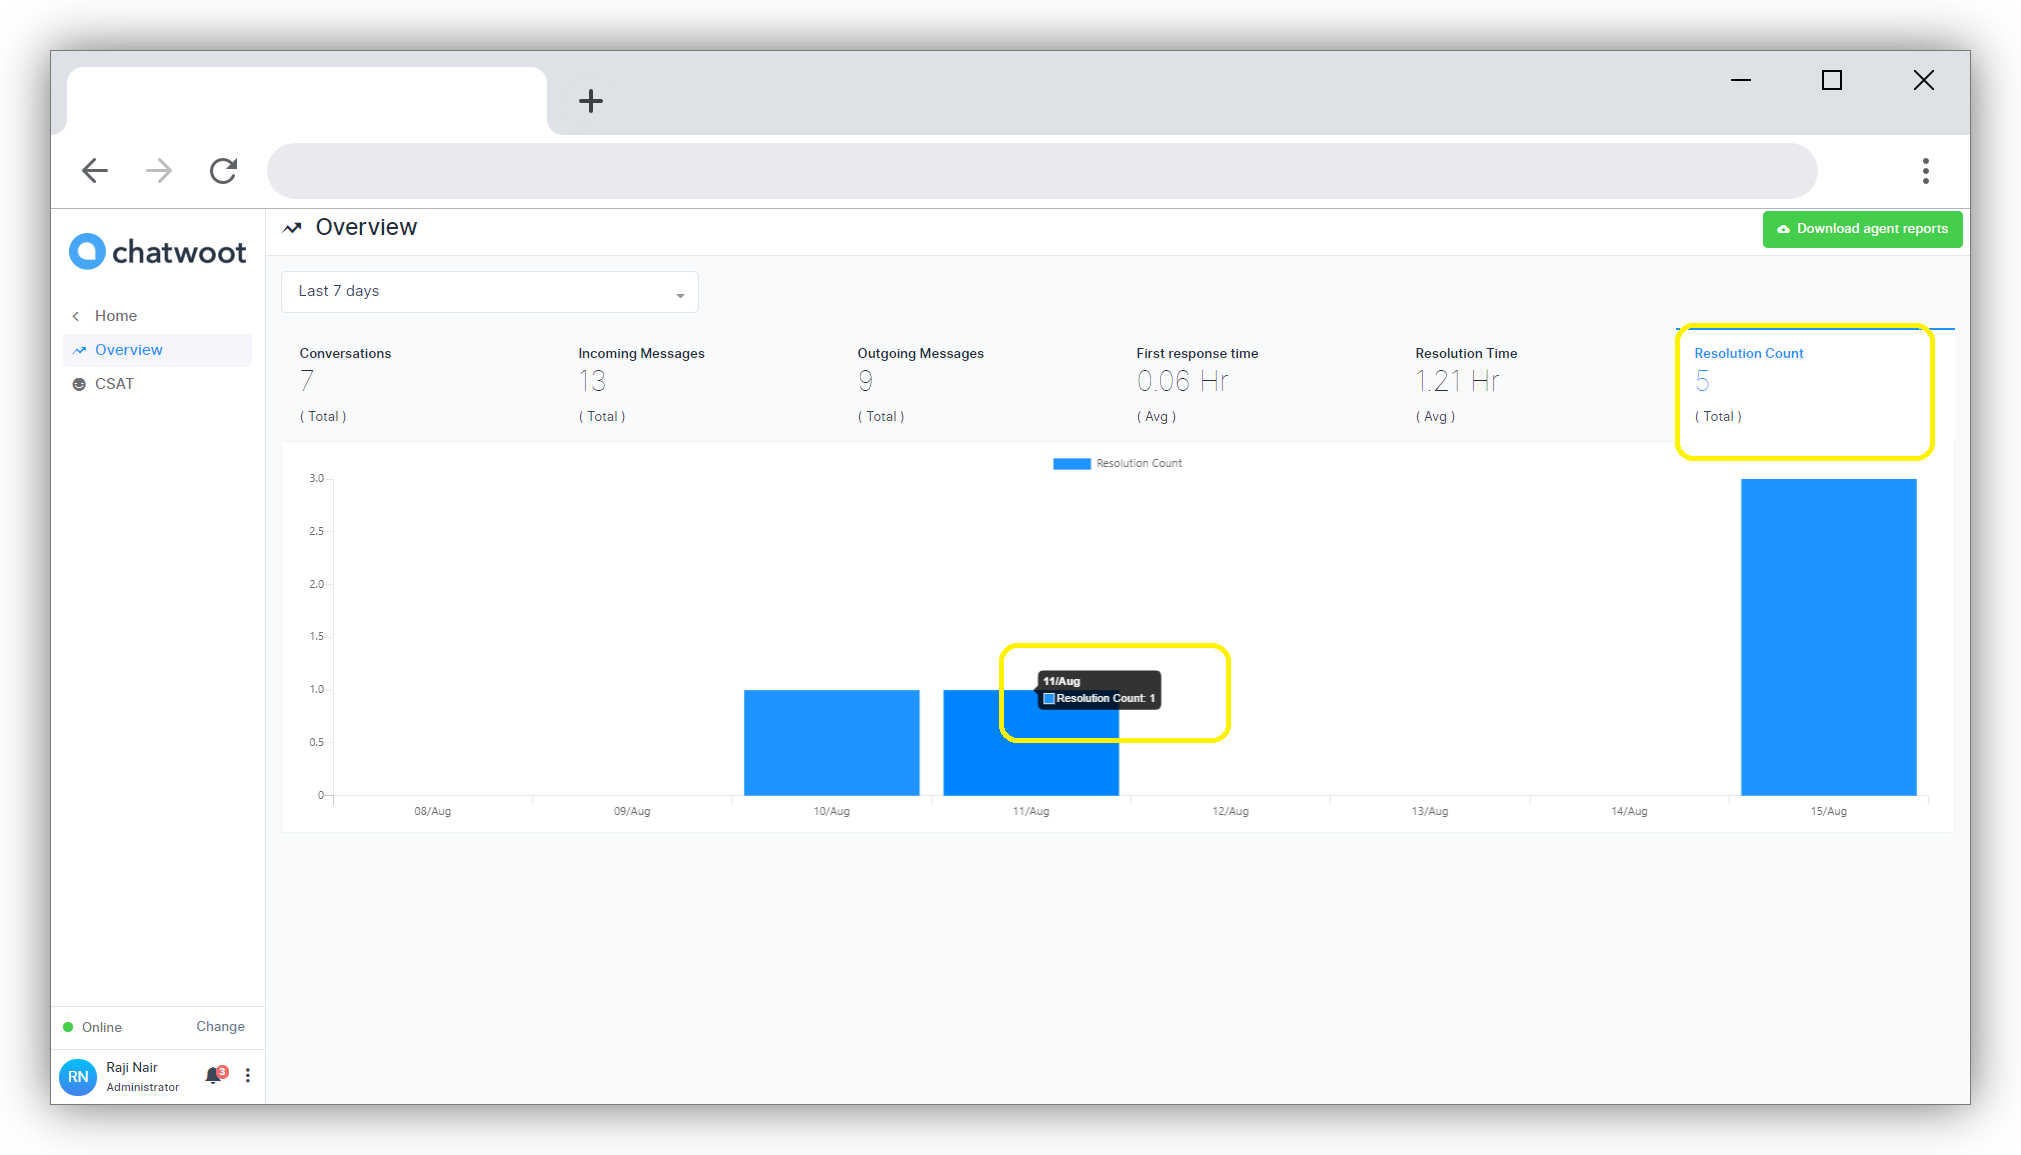 chatwoot
Home
Overview
CSAT
Online
Change
RN
Raji Nair
Administrator
3
Overview
Download agent reports
Last 7 days
Conversations
7
( Total )
Incoming Messages
13
( Total )
Outgoing Messages
9
( Total )
First response time
0.06 Hr
( Avg )
Resolution Time
1.21 Hr
( Avg )
Resolution Count
5
( Total )
Resolution Count
3.0
2.5
2.0
1.5
1.0
0.5
0
11/Aug
Resolution Count: 1
08/Aug
09/Aug
10/Aug
11/Aug
12/Aug
13/Aug
14/Aug
15/Aug